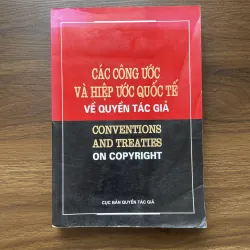 CÁC CÔNG ƯỚC
VÀ HIỆP ƯỚC QUỐC TẾ
VỀ QUYỀN TÁC GIẢ
CONVENTIONS
AND TREATIES
ON COPYRIGHT
CỤC BẢN QUYỀN TÁC GIẢ